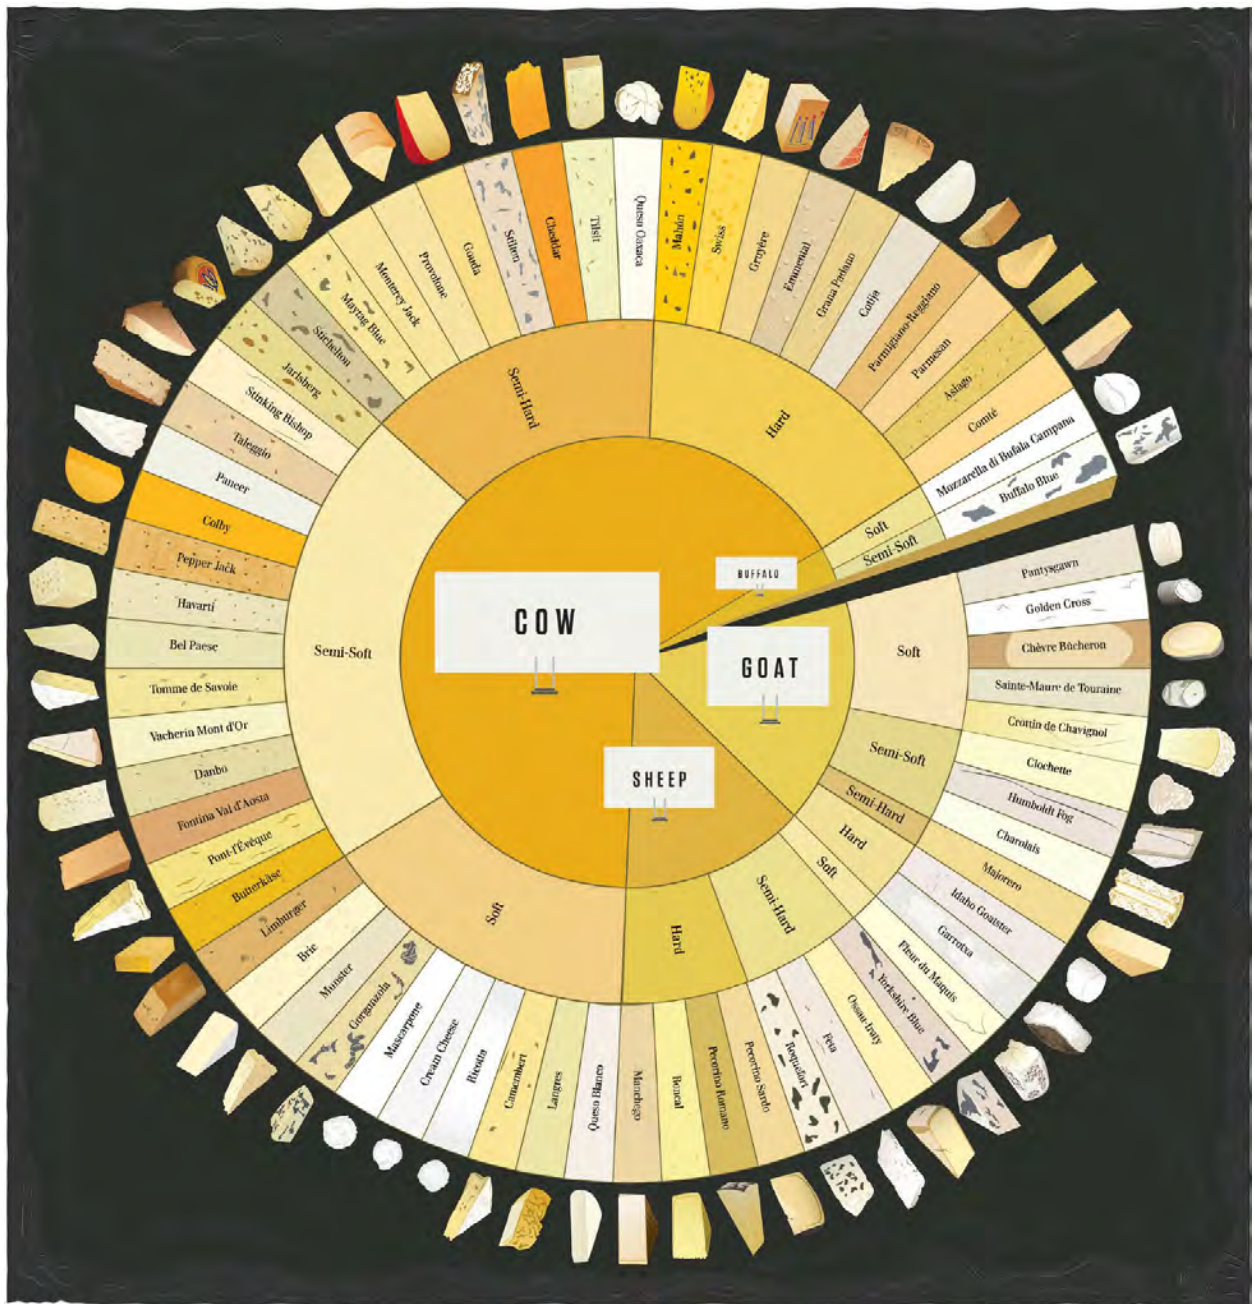 COW
BUFFALO
GOAT
SHEEP
Semi-Hard
Stichelton
Maytag Blue
Monterey Jack
Provolone
Gouda
Stilton
Cheddar
Tilsit
Queso Oaxaca
Hard
Mahón
Swiss
Gruyère
Emmental
Grana Padano
Cotija
Parmigiano-Reggiano
Parmesan
Asiago
Comté
Soft
Mozzarella di Bufala Campana
Semi-Soft
Buffalo Blue
Soft
Pantysgawn
Golden Cross
Chèvre Bûcheron
Sainte-Maure de Touraine
Crottin de Chavignol
Semi-Soft
Clochette
Humboldt Fog
Charolais
Semi-Hard
Majorero
Hard
Idaho Goatster
Garrotxa
Soft
Fleur du Maquis
Semi-Hard
Yorkshire Blue
Ossau-Iraty
Feta
Roquefort
Hard
Pecorino Sardo
Pecorino Romano
Boncal
Manchego
Soft
Queso Blanco
Langres
Camembert
Ricotta
Cream Cheese
Mascarpone
Gorgonzola
Munster
Brie
Semi-Soft
Limburger
Butterkäse
Pont-l'Évêque
Fontina Val d'Aosta
Danbo
Vacherin Mont d'Or
Tomme de Savoie
Bel Paese
Havarti
Pepper Jack
Colby
Paneer
Taleggio
Stinking Bishop
Jarlsberg